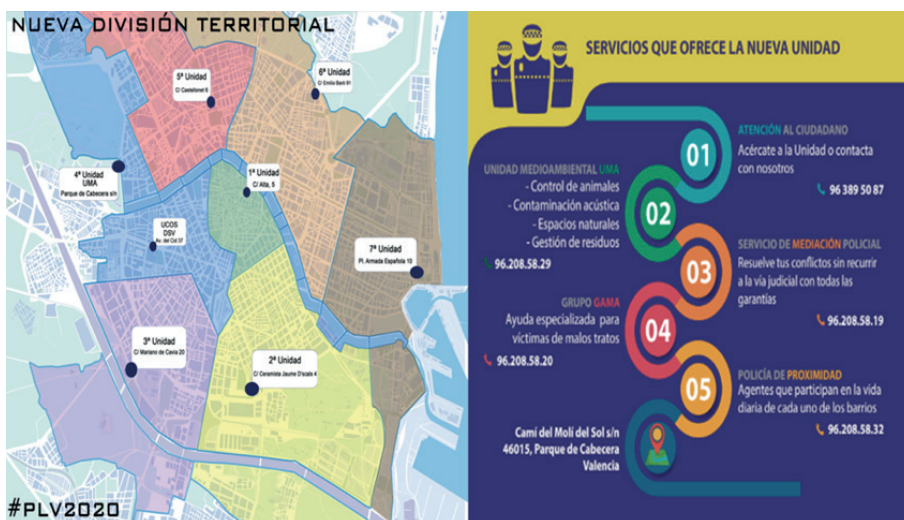 NUEVA DIVISIÓN TERRITORIAL
5ª Unidad
C/ Castellonet 6
6ª Unidad
C/ Emilio Baró 91
4ª Unidad
UMA
Parque de Cabecera s/n
1ª Unidad
C/ Alta, 5
UCOS
DSV
Av. del Cid 37
7ª Unidad
Pl. Armada Española 10
3ª Unidad
C/ Mariano de Cavia 20
2ª Unidad
C/ Ceramista Jaume D'scals 4
#PLV2020
SERVICIOS QUE OFRECE LA NUEVA UNIDAD
01
ATENCIÓN AL CIUDADANO
Acércate a la Unidad o contacta
con nosotros
96 389 50 87
UNIDAD MEDIOAMBIENTAL UMA
- Control de animales
- Contaminación acústica
- Espacios naturales
- Gestión de residuos
96.208.58.29
02
03
SERVICIO DE MEDIACIÓN POLICIAL
Resuelve tus conflictos sin recurrir
a la vía judicial con todas las
garantías
96.208.58.19
GRUPO GAMA
Ayuda especializada para
víctimas de malos tratos
96.208.58.20
04
05
POLICÍA DE PROXIMIDAD
Agentes que participan en la vida
diaria de cada uno de los barrios
96.208.58.32
Camí del Molí del Sol s/n
46015, Parque de Cabecera
Valencia